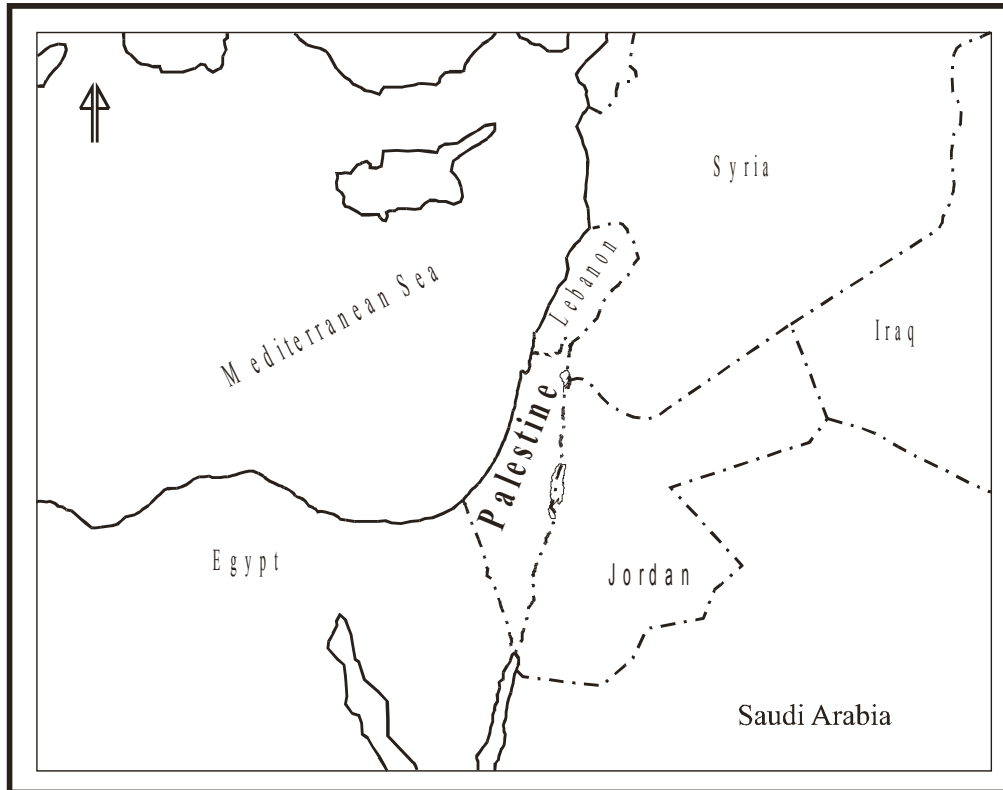 Syria
Lebanon
Mediterranean Sea
Iraq
Palestine
Egypt
Jordan
Saudi Arabia